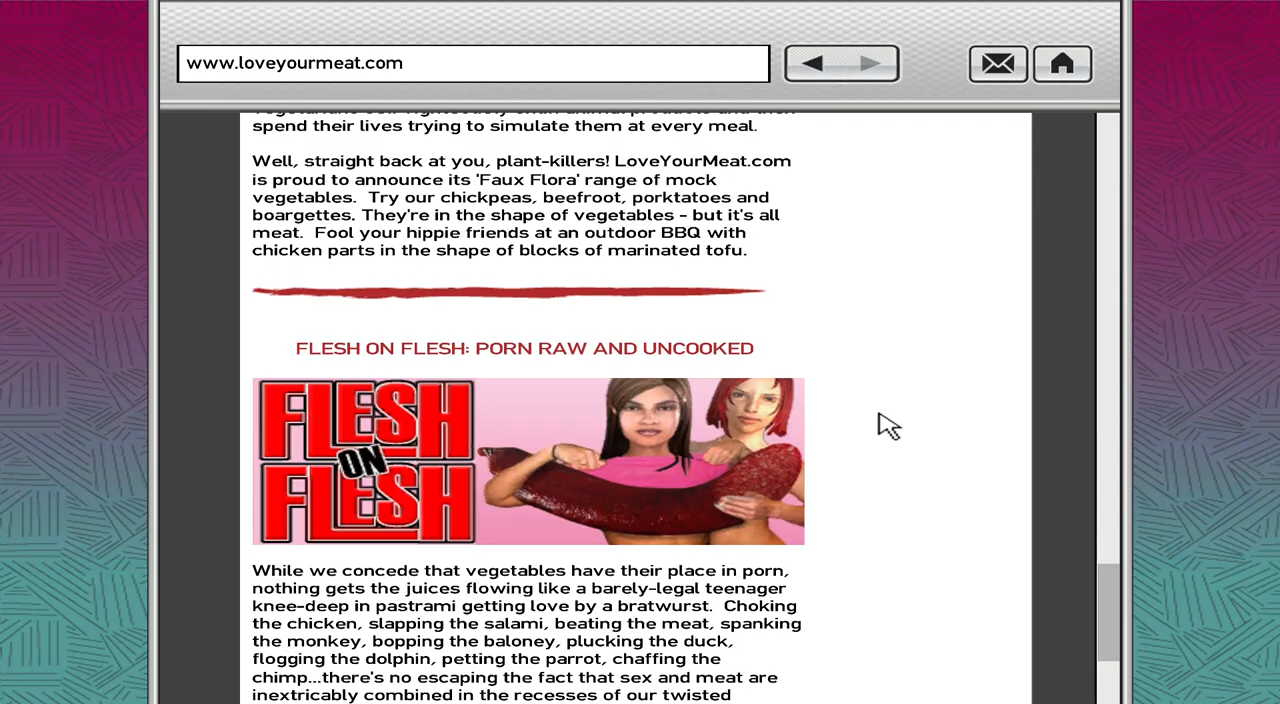 www.loveyourmeat.com
spend their lives trying to simulate them at every meal.
Well, straight back at you, plant-killers! LoveYourMeat.com
is proud to announce its 'Faux Flora' range of mock
vegetables.  Try our chickpeas, beefroot, porktatoes and
boargettes. They're in the shape of vegetables - but it's all
meat.  Fool your hippie friends at an outdoor BBQ with
chicken parts in the shape of blocks of marinated tofu.
FLESH ON FLESH: PORN RAW AND UNCOOKED
FLESH
ON
FLESH
While we concede that vegetables have their place in porn,
nothing gets the juices flowing like a barely-legal teenager
knee-deep in pastrami getting love by a bratwurst.  Choking
the chicken, slapping the salami, beating the meat, spanking
the monkey, bopping the baloney, plucking the duck,
flogging the dolphin, petting the parrot, chaffing the
chimp...there's no escaping the fact that sex and meat are
inextricably combined in the recesses of our twisted